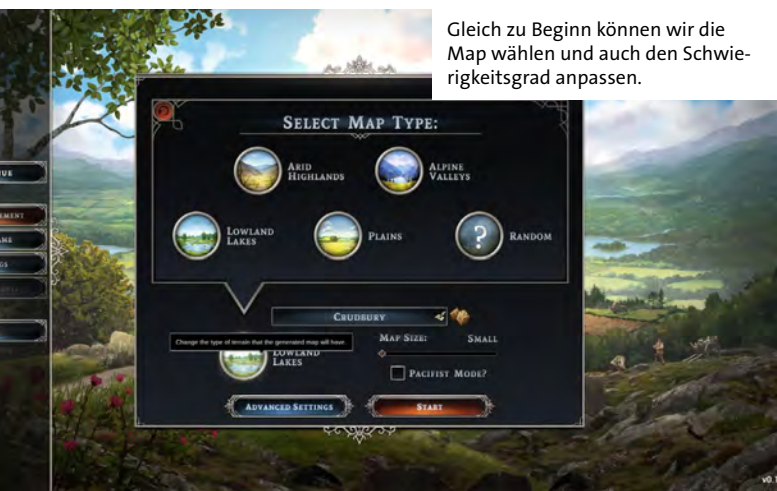 Gleich zu Beginn können wir die
Map wählen und auch den Schwie-
rigkeitsgrad anpassen.
SELECT MAP TYPE:
ARID
HIGHLANDS
ALPINE
VALLEYS
LOWLAND
LAKES
PLAINS
?
RANDOM
CRUDBURY
Change the type of terrain that the generated map will have.
MAP SIZE:
SMALL
LOWLAND
LAKES
PACIFIST MODE?
ADVANCED SETTINGS
START